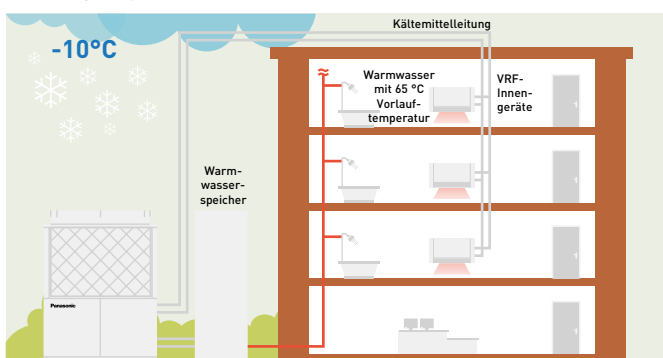 Kältemittelleitung
-10°C
Warmwasser
mit 65 °C
Vorlauf-
temperatur
VRF-
Innen-
geräte
Warm-
wasser-
speicher
Panasonic